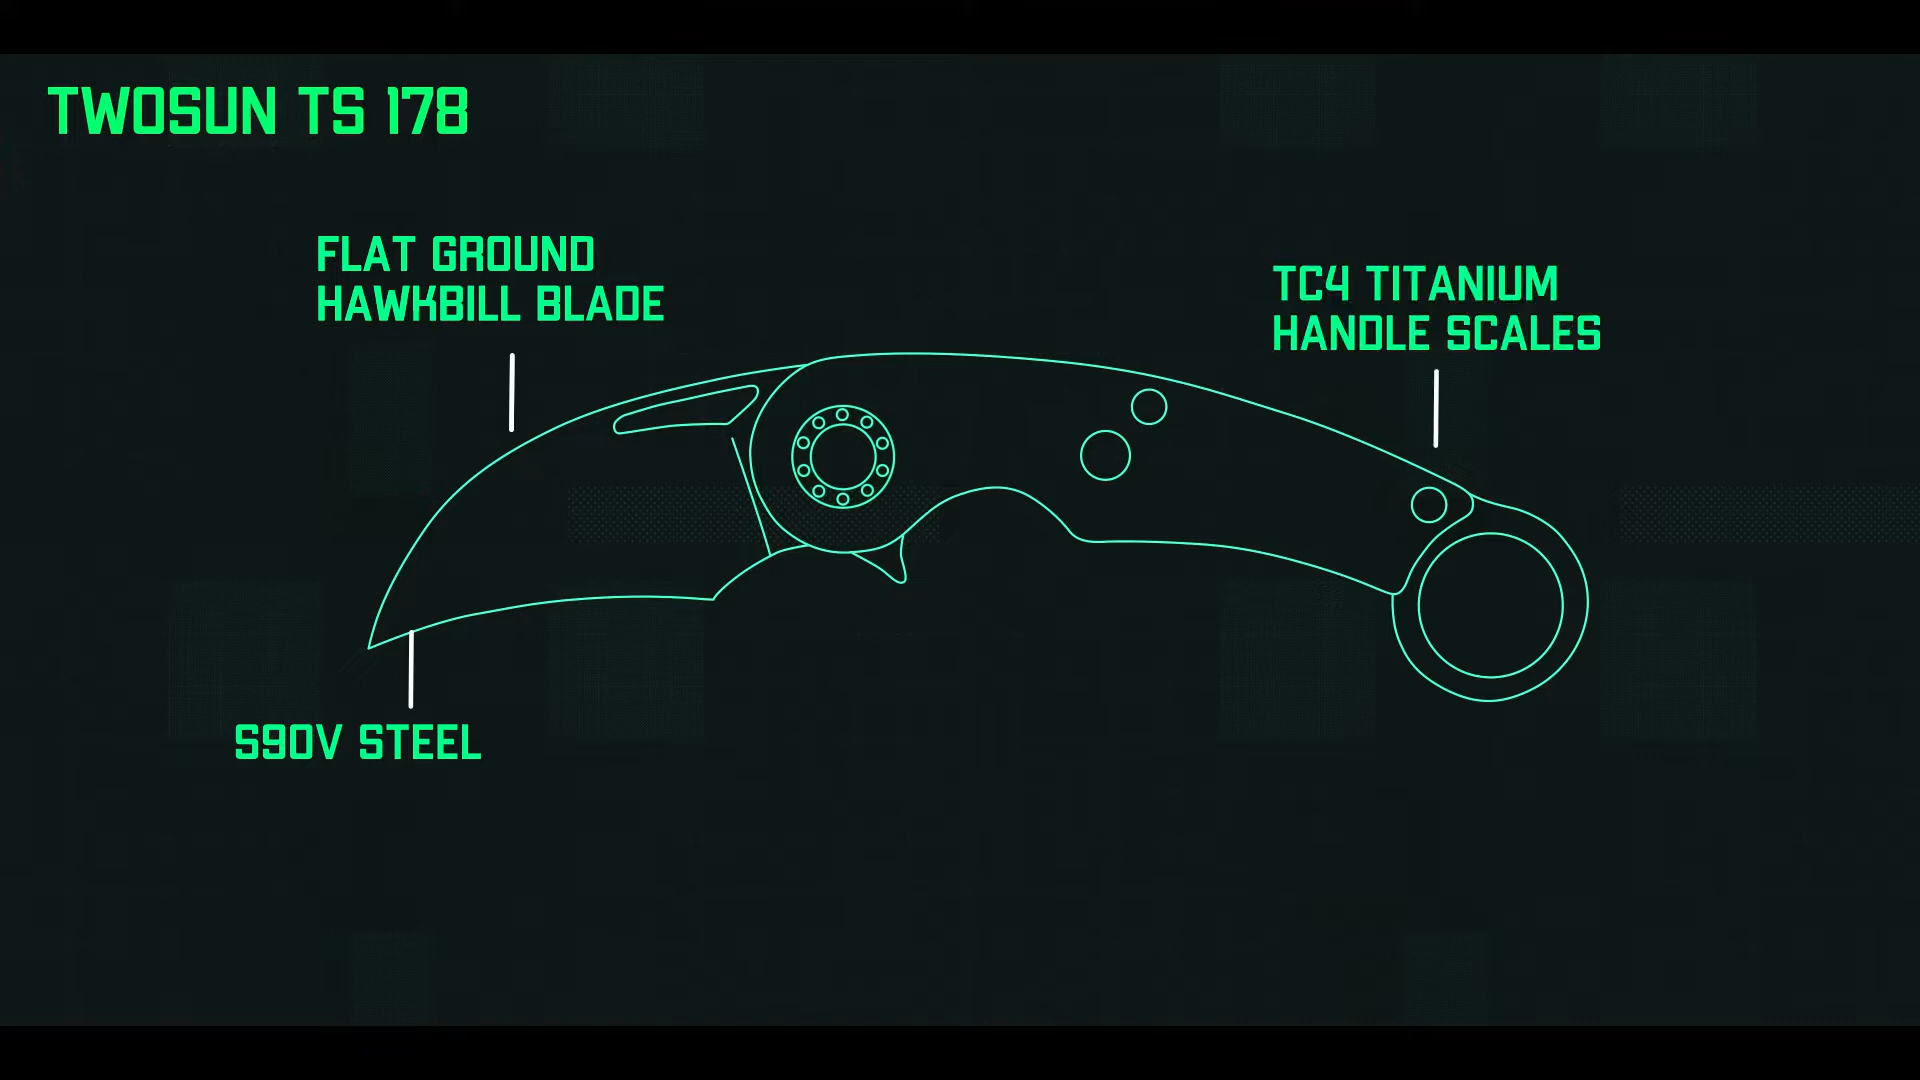 TWOSUN TS 178
FLAT GROUND
HAWKBILL BLADE
TC4 TITANIUM
HANDLE SCALES
S90V STEEL